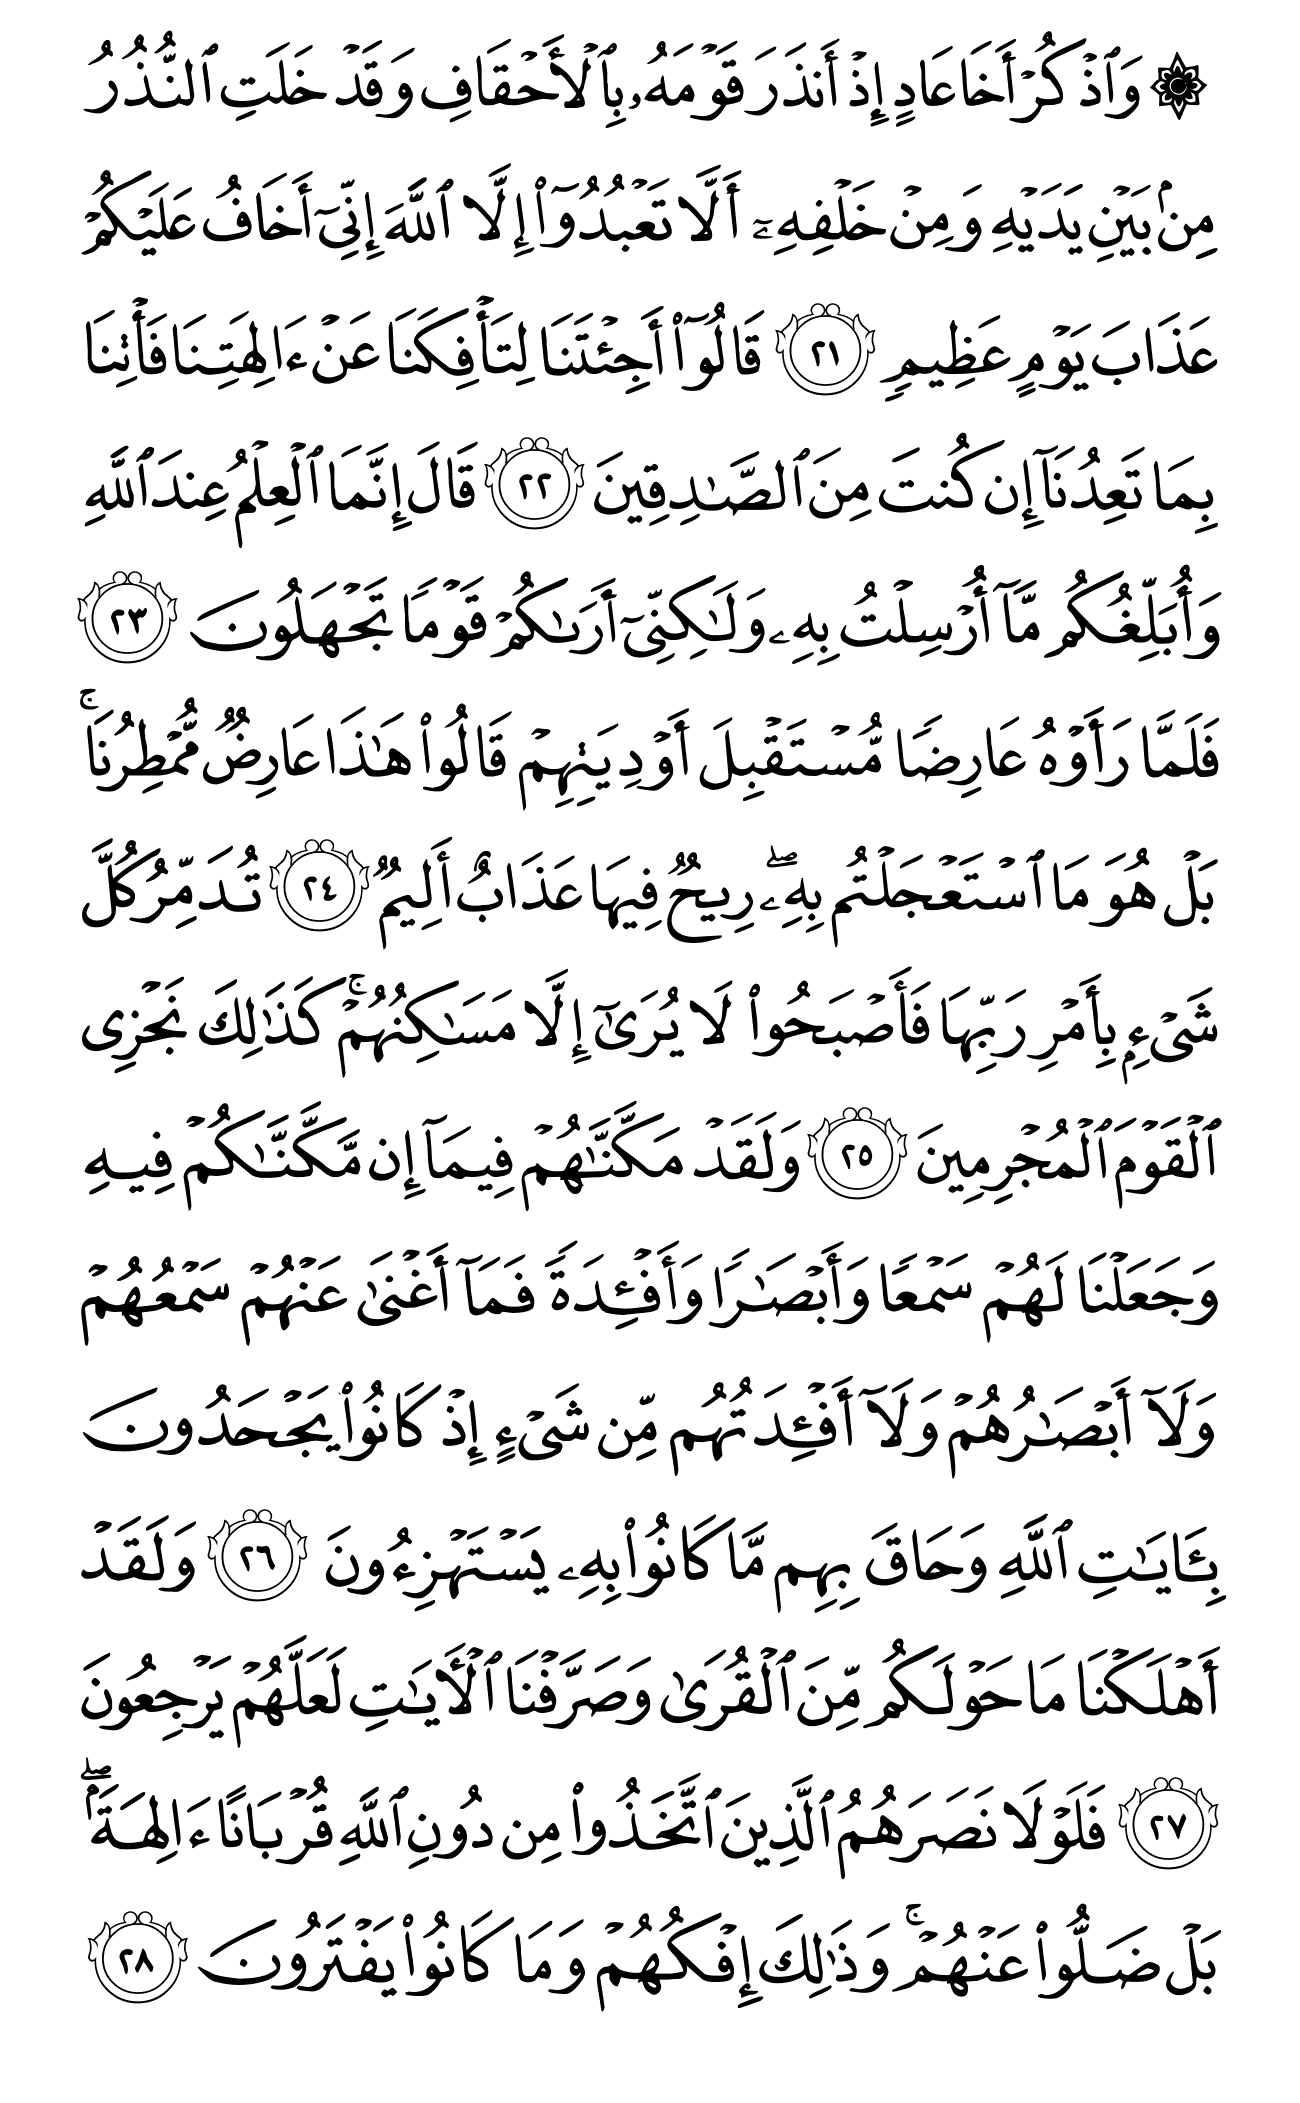 ۞ وَٱذۡكُرۡ أَخَا عَادٍ إِذۡ أَنذَرَ قَوۡمَهُۥ بِٱلۡأَحۡقَافِ وَقَدۡ خَلَتِ ٱلنُّذُرُ
مِنۢ بَيۡنِ يَدَيۡهِ وَمِنۡ خَلۡفِهِۦٓ أَلَّا تَعۡبُدُوٓاْ إِلَّا ٱللَّهَ إِنِّيٓ أَخَافُ عَلَيۡكُمۡ
عَذَابَ يَوۡمٍ عَظِيمٖ ٢١ قَالُوٓاْ أَجِئۡتَنَا لِتَأۡفِكَنَا عَنۡ ءَالِهَتِنَا فَأۡتِنَا
بِمَا تَعِدُنَآ إِن كُنتَ مِنَ ٱلصَّٰدِقِينَ ٢٢ قَالَ إِنَّمَا ٱلۡعِلۡمُ عِندَ ٱللَّهِ
وَأُبَلِّغُكُم مَّآ أُرۡسِلۡتُ بِهِۦ وَلَٰكِنِّيٓ أَرَىٰكُمۡ قَوۡمٗا تَجۡهَلُونَ ٢٣
فَلَمَّا رَأَوۡهُ عَارِضٗا مُّسۡتَقۡبِلَ أَوۡدِيَتِهِمۡ قَالُواْ هَٰذَا عَارِضٞ مُّمۡطِرُنَاۚ
بَلۡ هُوَ مَا ٱسۡتَعۡجَلۡتُم بِهِۦۖ رِيحٞ فِيهَا عَذَابٌ أَلِيمٞ ٢٤ تُدَمِّرُ كُلَّ
شَيۡءِۭ بِأَمۡرِ رَبِّهَا فَأَصۡبَحُواْ لَا يُرَىٰٓ إِلَّا مَسَٰكِنُهُمۡۚ كَذَٰلِكَ نَجۡزِي
ٱلۡقَوۡمَ ٱلۡمُجۡرِمِينَ ٢٥ وَلَقَدۡ مَكَّنَّٰهُمۡ فِيمَآ إِن مَّكَّنَّٰكُمۡ فِيهِ
وَجَعَلۡنَا لَهُمۡ سَمۡعٗا وَأَبۡصَٰرٗا وَأَفۡـِٔدَةٗ فَمَآ أَغۡنَىٰ عَنۡهُمۡ سَمۡعُهُمۡ
وَلَآ أَبۡصَٰرُهُمۡ وَلَآ أَفۡـِٔدَتُهُم مِّن شَيۡءٍ إِذۡ كَانُواْ يَجۡحَدُونَ
بِـَٔايَٰتِ ٱللَّهِ وَحَاقَ بِهِم مَّا كَانُواْ بِهِۦ يَسۡتَهۡزِءُونَ ٢٦ وَلَقَدۡ
أَهۡلَكۡنَا مَا حَوۡلَكُم مِّنَ ٱلۡقُرَىٰ وَصَرَّفۡنَا ٱلۡأٓيَٰتِ لَعَلَّهُمۡ يَرۡجِعُونَ
٢٧ فَلَوۡلَا نَصَرَهُمُ ٱلَّذِينَ ٱتَّخَذُواْ مِن دُونِ ٱللَّهِ قُرۡبَانًا ءَالِهَةَۢۖ
بَلۡ ضَلُّواْ عَنۡهُمۡۚ وَذَٰلِكَ إِفۡكُهُمۡ وَمَا كَانُواْ يَفۡتَرُونَ ٢٨